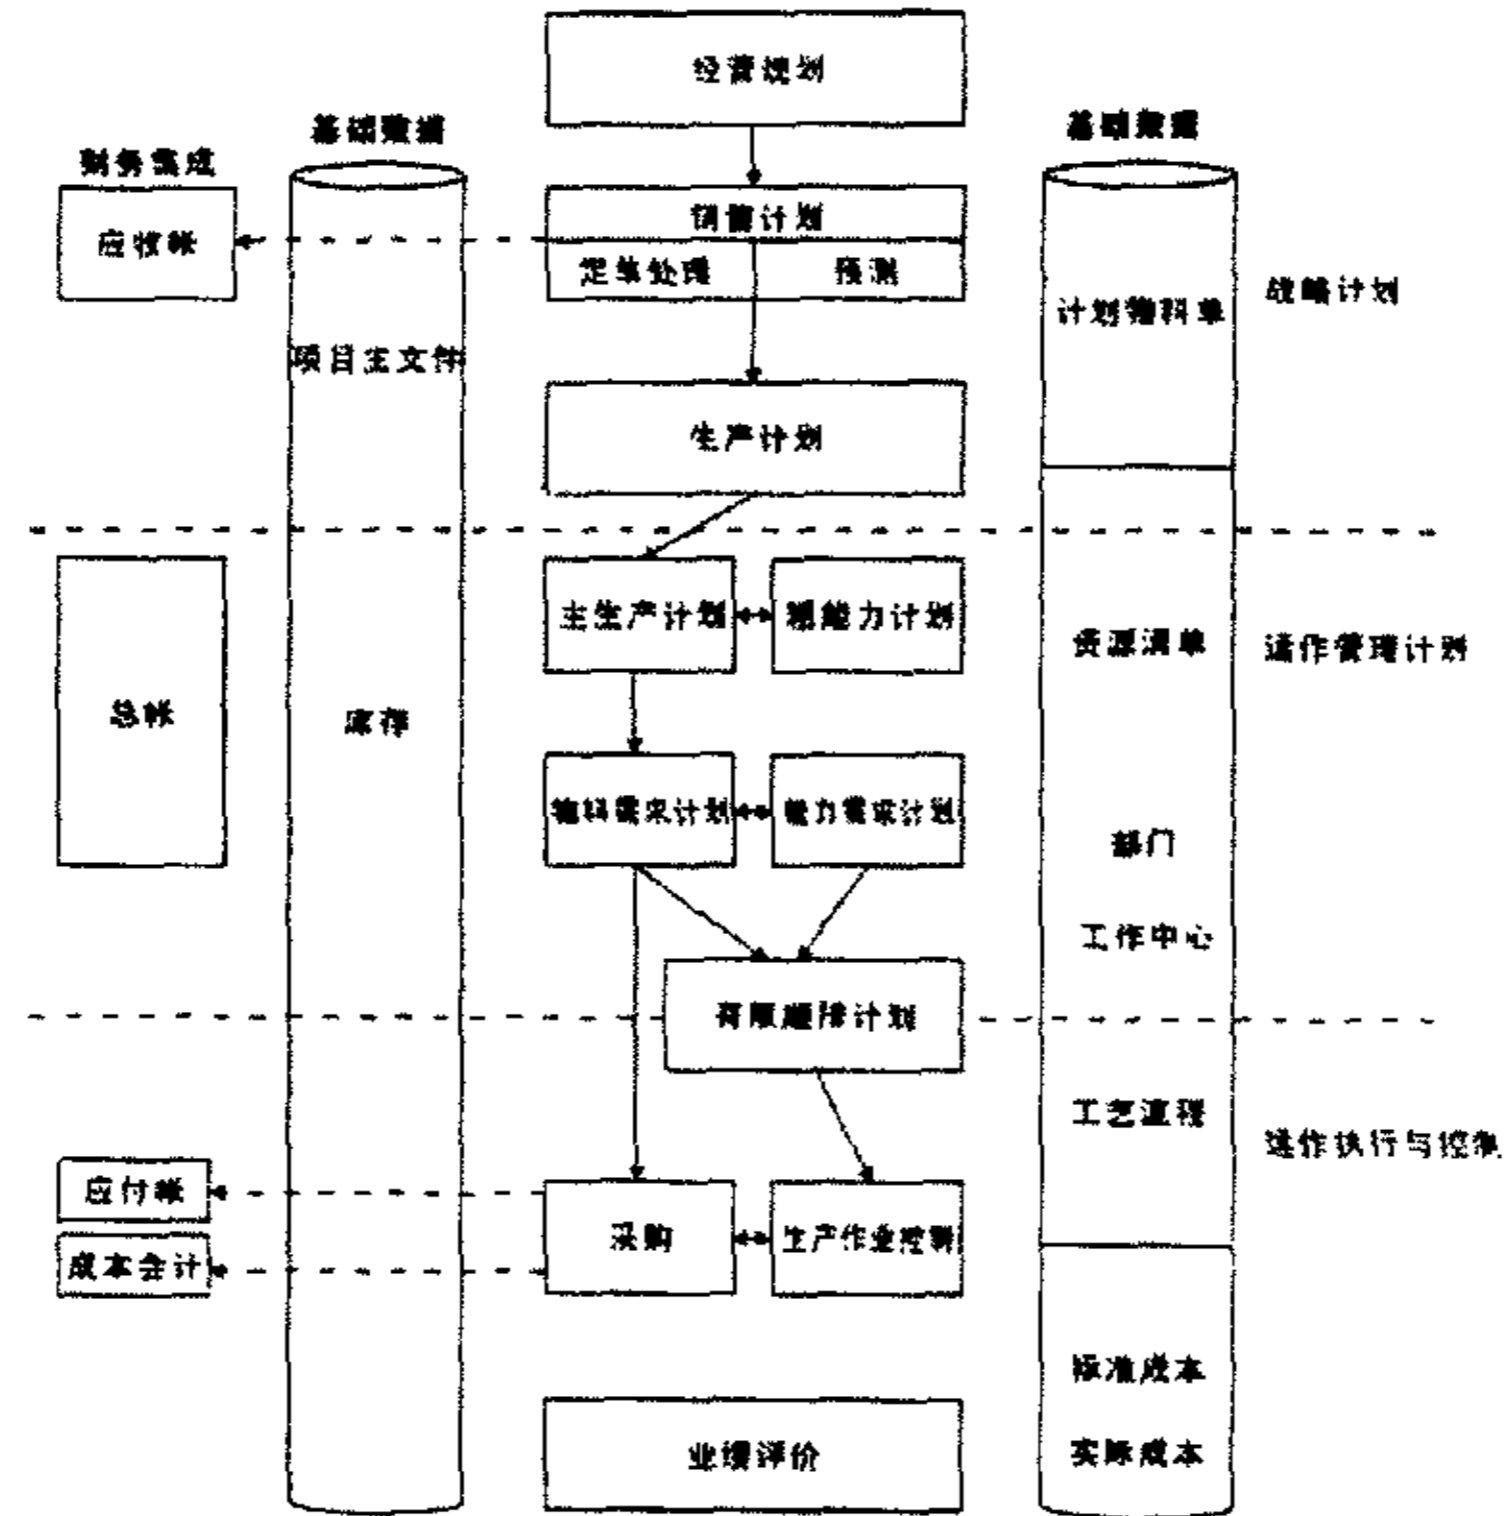 经营规划
基础数据
基础数据
财务集成
应收帐
销售计划
定单处理
预测
计划物料单
战略计划
项目主文件
生产计划
主生产计划
粗能力计划
资源清单
运作管理计划
总帐
库存
物料需求计划
能力需求计划
部门
工作中心
有限顺排计划
工艺流程
运作执行与控制
应付帐
采购
生产作业控制
成本会计
标准成本
业绩评价
实际成本